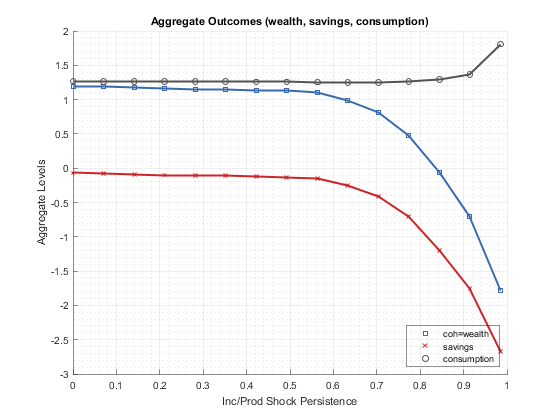 Aggregate Outcomes (wealth, savings, consumption)
2
1.5
1
0.5
0
-0.5
-1
-1.5
-2
-2.5
-3
Aggregate Levels
0 0.1 0.2 0.3 0.4 0.5 0.6 0.7 0.8 0.9 1
Inc/Prod Shock Persistence
coh=wealth
savings
consumption